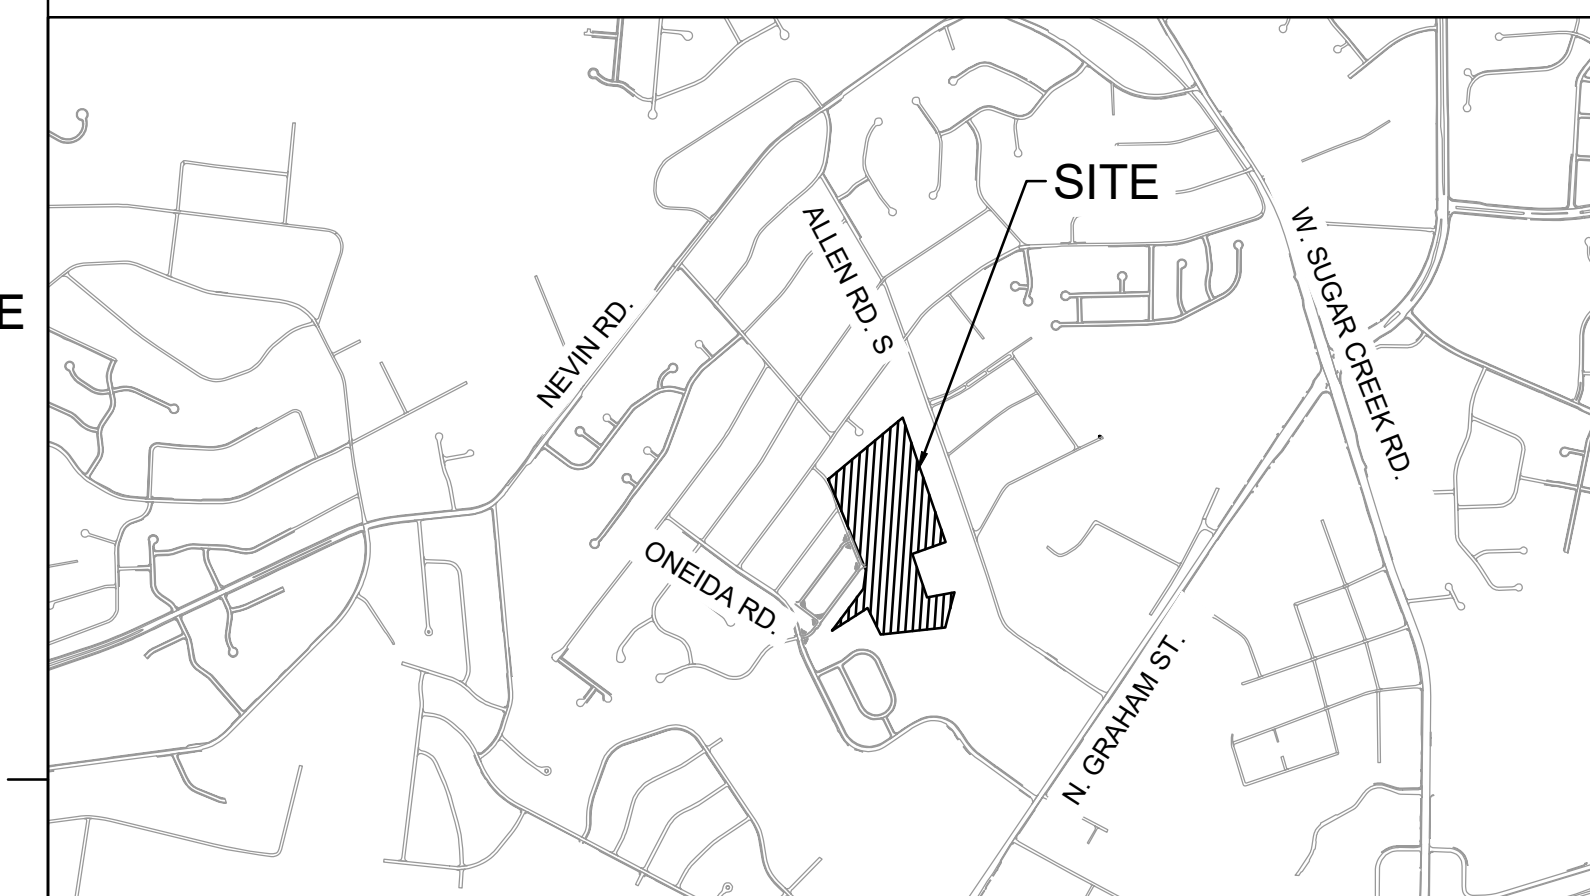 SITE
ALLEN RD. S
W. SUGAR CREEK RD.
E
NEVIN RD.
ONEIDA RD.
N. GRAHAM ST.